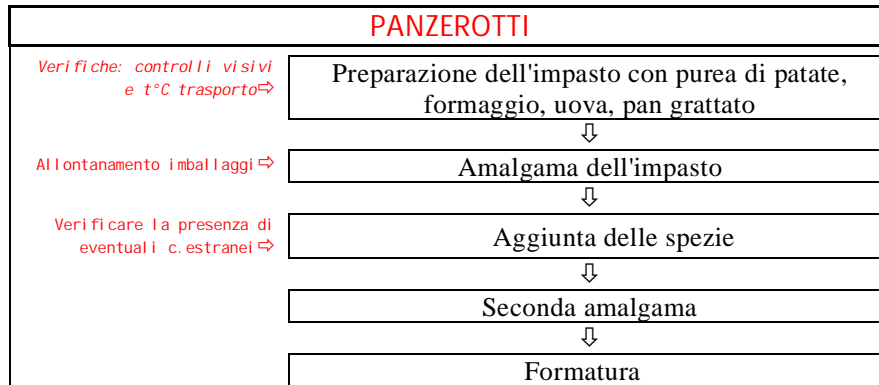 PANZEROTTI
Verifiche: controlli visivi
e t°C trasporto⇨
Preparazione dell'impasto con purea di patate,
formaggio, uova, pan grattato
⇩
Allontanamento imballaggi⇨
Amalgama dell'impasto
⇩
Verificare la presenza di
eventuali c.estranei⇨
Aggiunta delle spezie
⇩
Seconda amalgama
⇩
Formatura